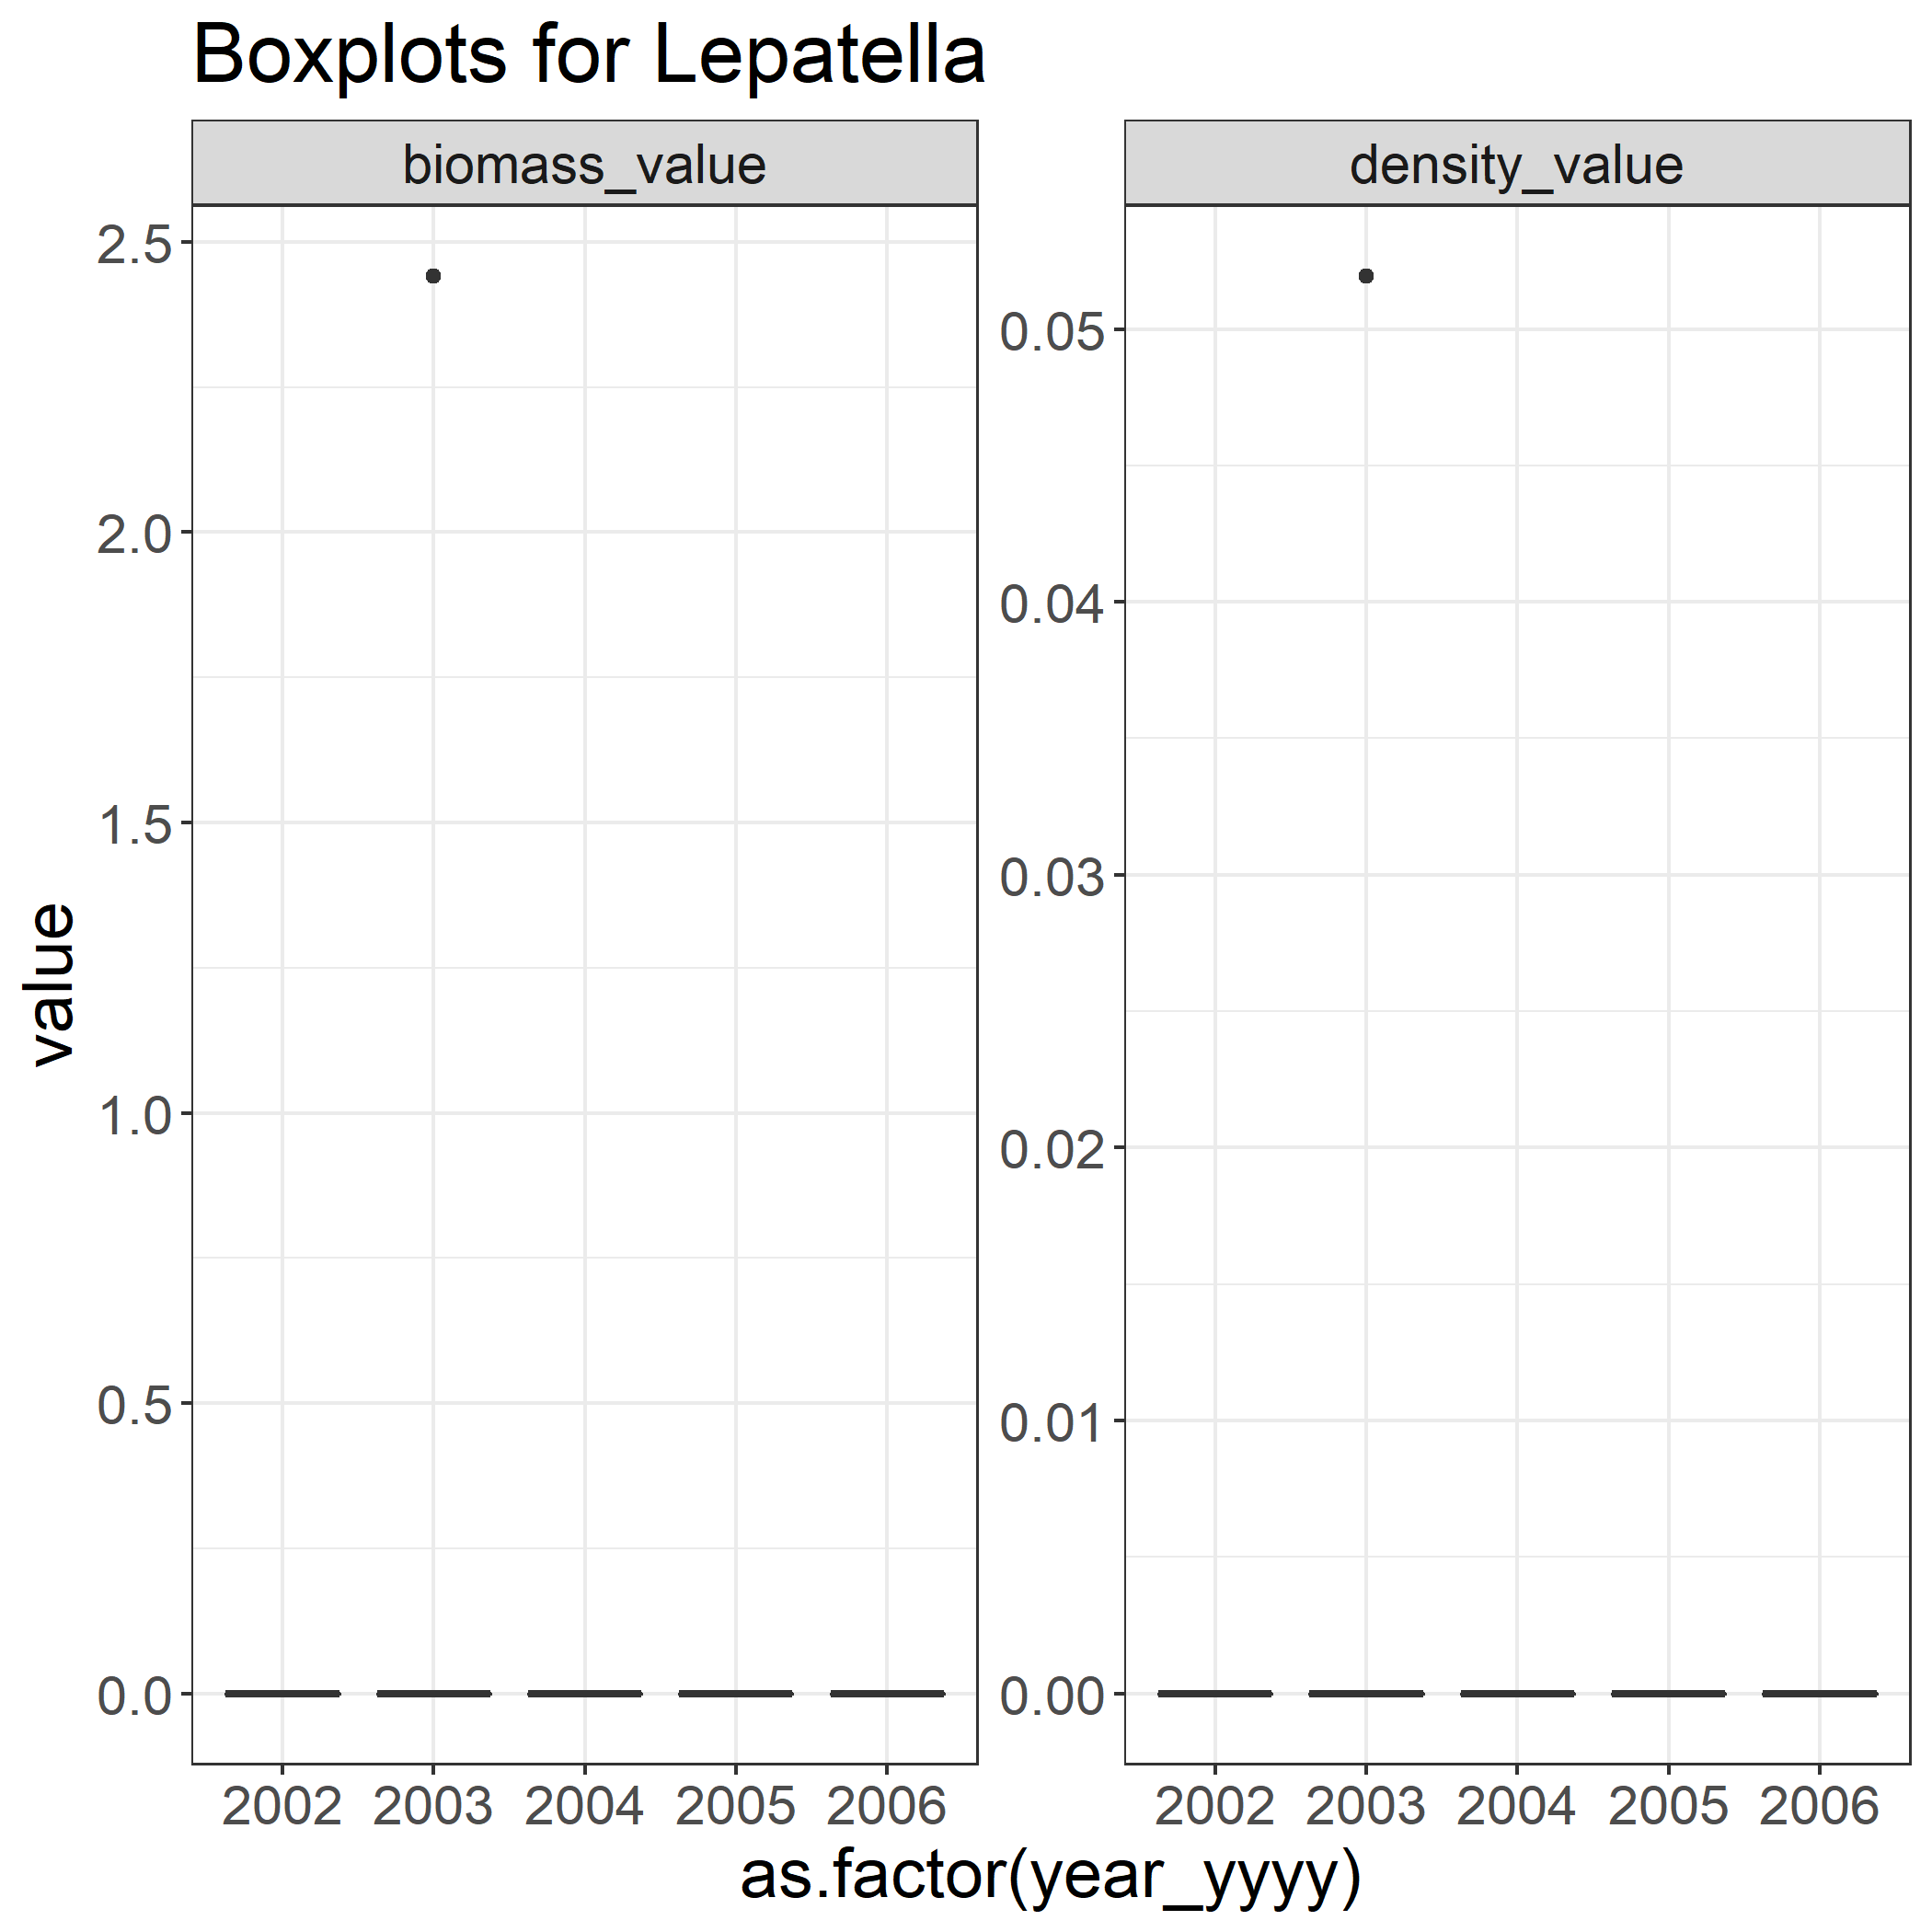 Boxplots for Lepatella
biomass_value
density_value
value
2.5
2.0
1.5
1.0
0.5
0.0
0.05
0.04
0.03
0.02
0.01
0.00
2002 2003 2004 2005 2006
2002 2003 2004 2005 2006
as.factor(year_yyyy)